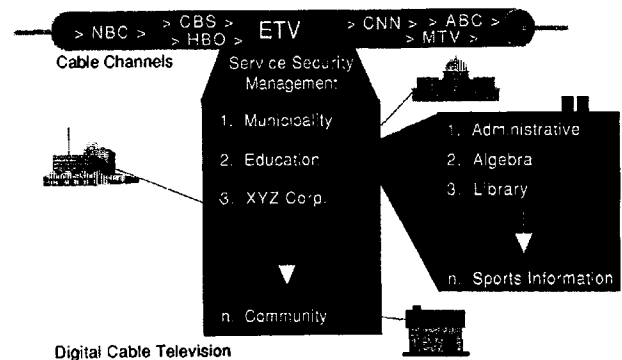 > NBC > > CBS > > HBO > ETV > CNN > > ABC > > MTV >
Cable Channels
Service Security
Management
1. Municipality
2. Education
3. XYZ Corp.
n. Community
1. Administrative
2. Algebra
3. Library
n. Sports Information
Digital Cable Television